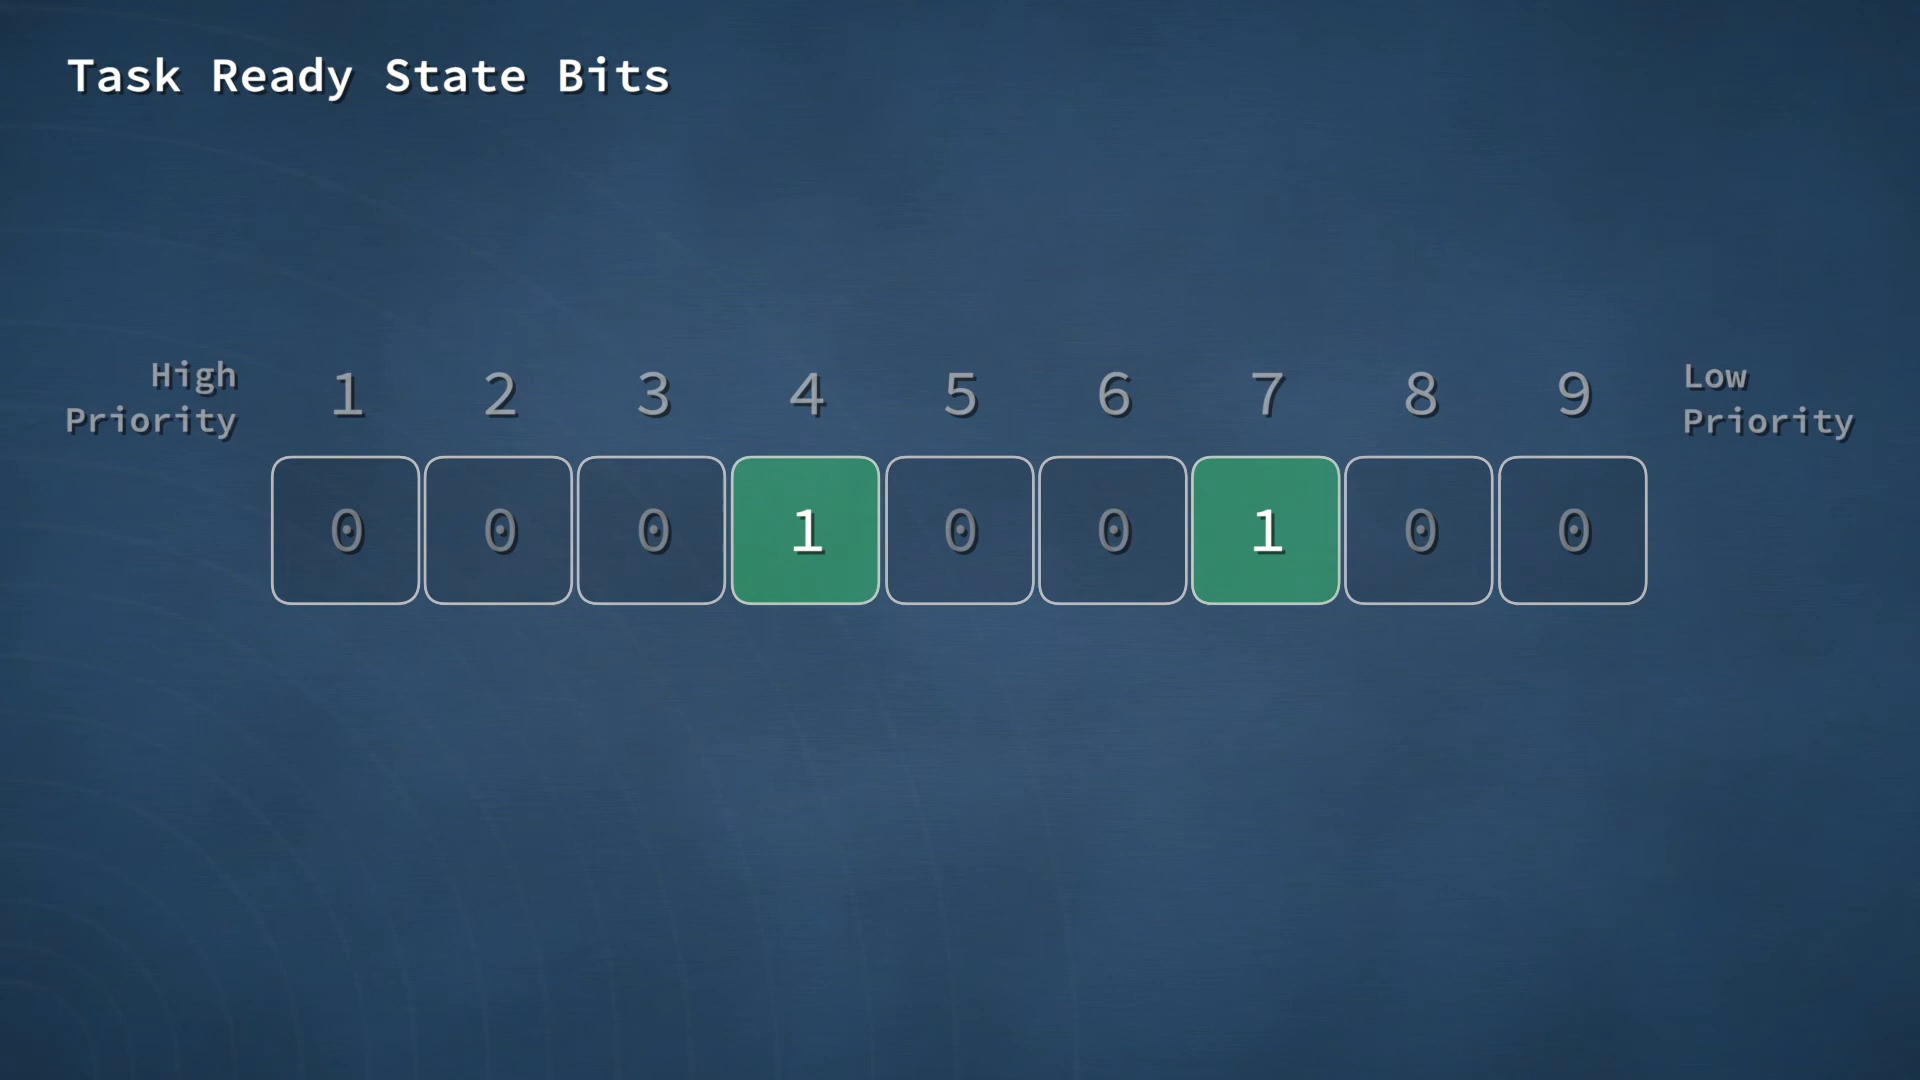 Task Ready State Bits
High
Priority
1 2 3 4 5 6 7 8 9
Low
Priority
0 0 0 1 0 0 1 0 0